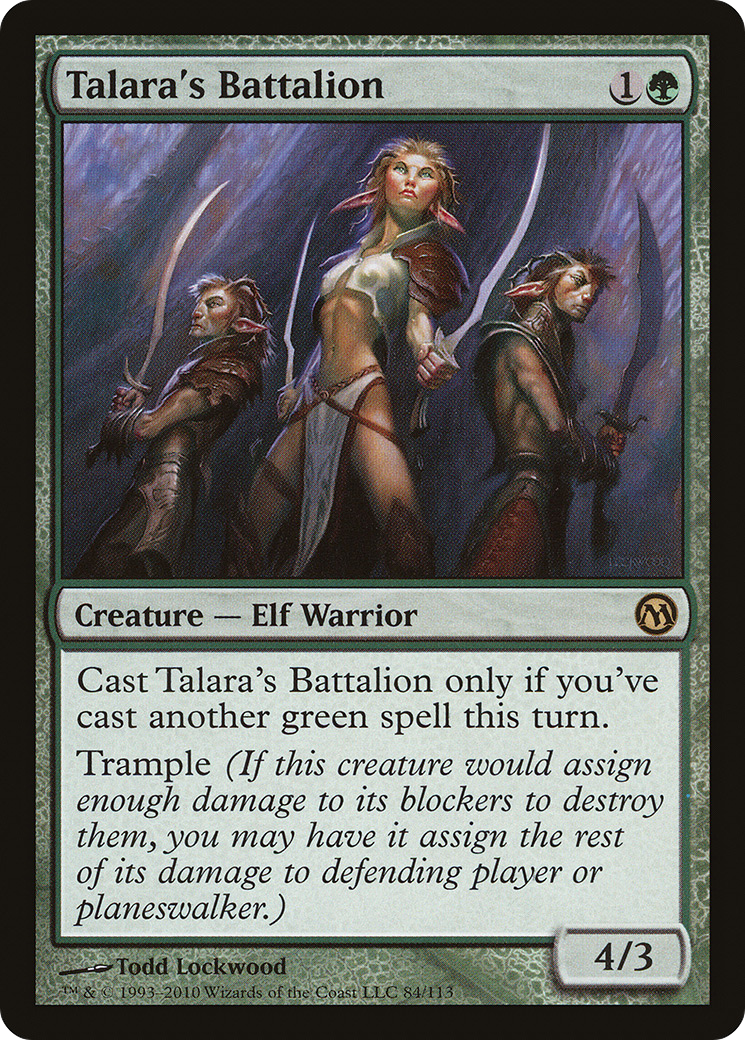 Talara's Battalion 1
LOCKWOOD
Creature — Elf Warrior M
Cast Talara's Battalion only if you've
cast another green spell this turn.
Trample (If this creature would assign
enough damage to its blockers to destroy
them, you may have it assign the rest
of its damage to defending player or
planeswalker.)
4/3
Todd Lockwood
™ & © 1993–2010 Wizards of the Coast LLC 84/113